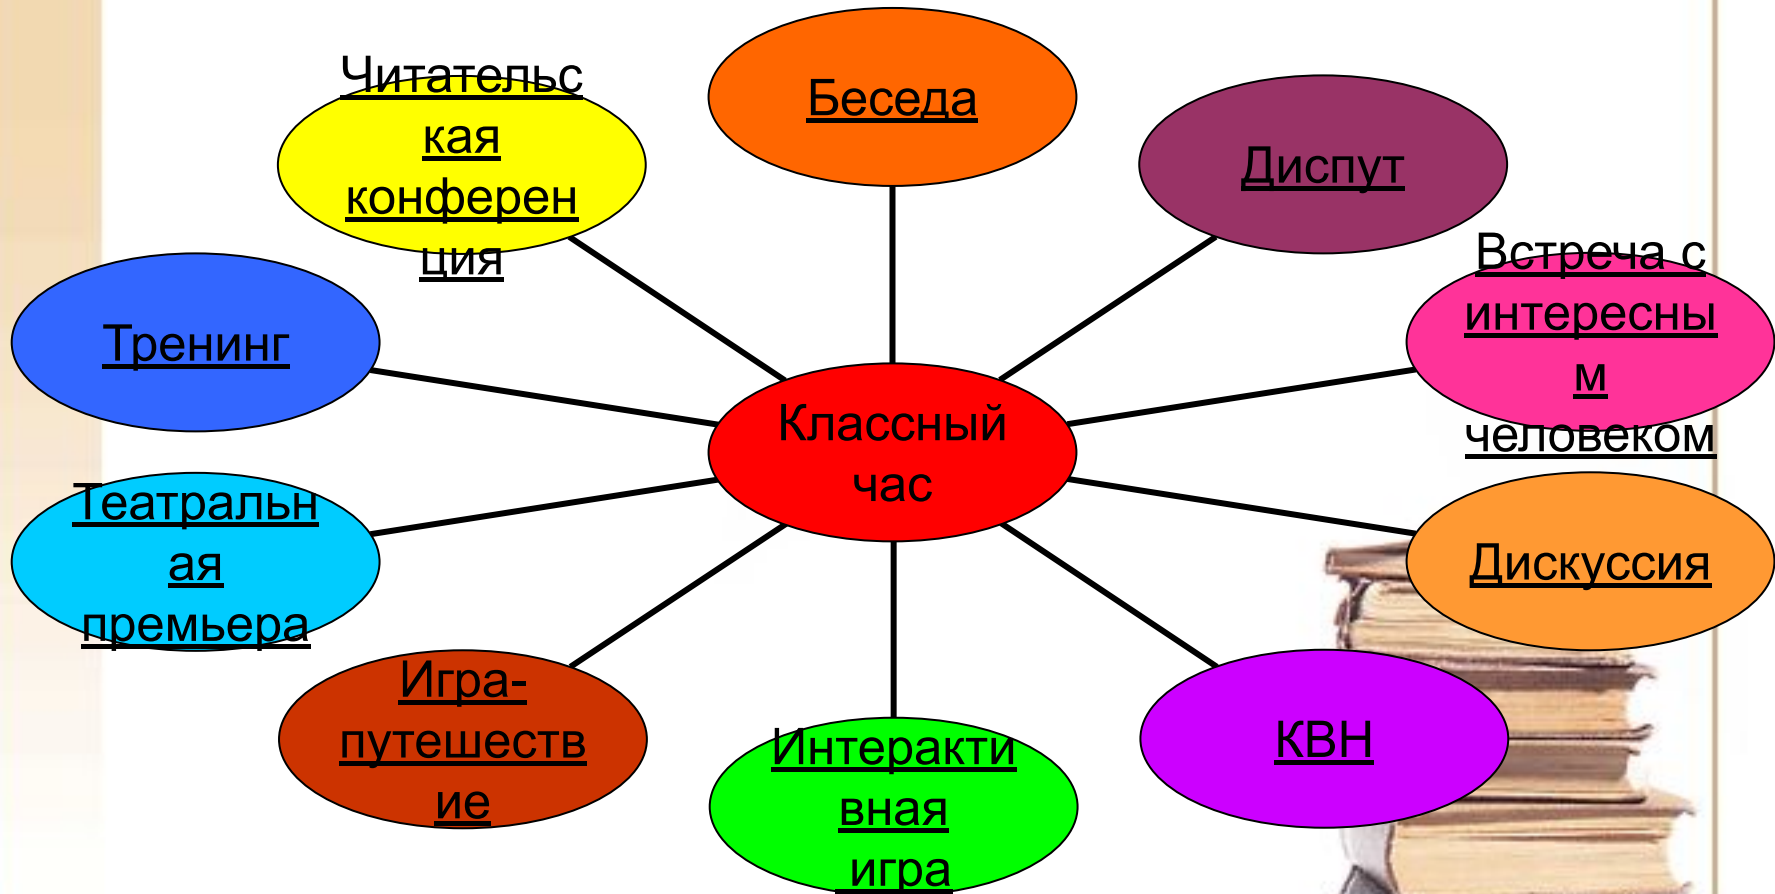 Читательс
кая
конферен
ция
Беседа
Диспут
Встреча с
интересны
м
человеком
Тренинг
Классный
час
Театральн
ая
премьера
Дискуссия
Игра-
путешеств
ие
Интеракти
вная
игра
КВН